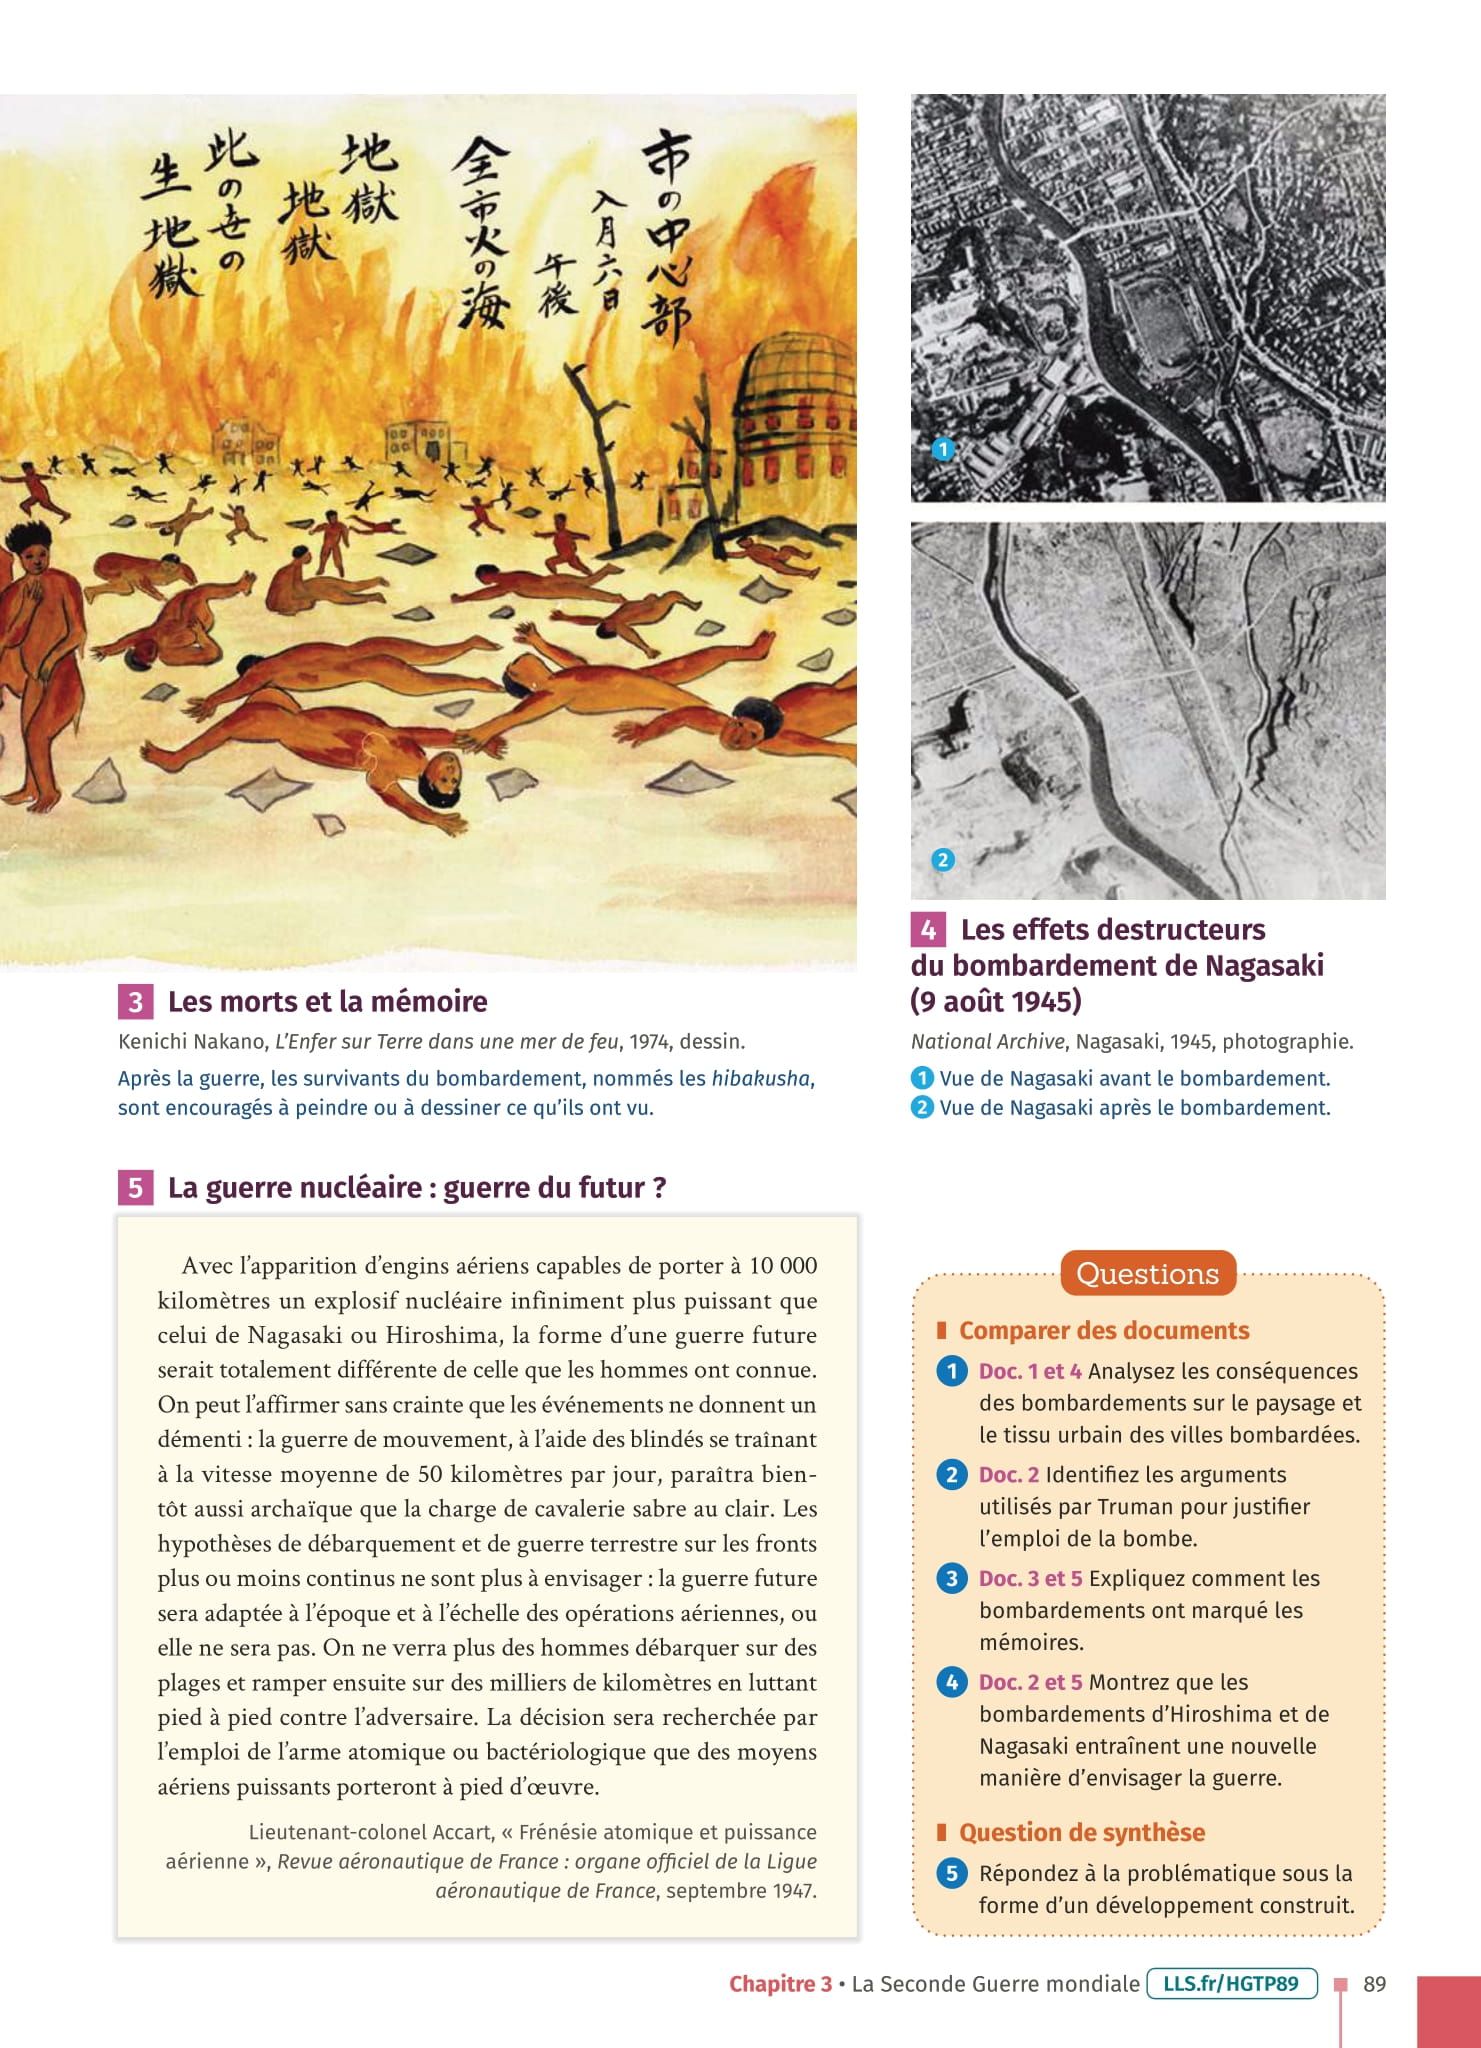 市の中心部
八月六日
午後
全市火の海
地獄
地獄
此の世の
生地獄
1
2
3 Les morts et la mémoire
Kenichi Nakano, L’Enfer sur Terre dans une mer de feu, 1974, dessin.
Après la guerre, les survivants du bombardement, nommés les hibakusha,
sont encouragés à peindre ou à dessiner ce qu’ils ont vu.
4 Les effets destructeurs
du bombardement de Nagasaki
(9 août 1945)
National Archive, Nagasaki, 1945, photographie.
1 Vue de Nagasaki avant le bombardement.
2 Vue de Nagasaki après le bombardement.
5 La guerre nucléaire : guerre du futur ?
Avec l’apparition d’engins aériens capables de porter à 10 000
kilomètres un explosif nucléaire infiniment plus puissant que
celui de Nagasaki ou Hiroshima, la forme d’une guerre future
serait totalement différente de celle que les hommes ont connue.
On peut l’affirmer sans crainte que les événements ne donnent un
démenti : la guerre de mouvement, à l’aide des blindés se traînant
à la vitesse moyenne de 50 kilomètres par jour, paraîtra bien-
tôt aussi archaïque que la charge de cavalerie sabre au clair. Les
hypothèses de débarquement et de guerre terrestre sur les fronts
plus ou moins continus ne sont plus à envisager : la guerre future
sera adaptée à l’époque et à l’échelle des opérations aériennes, ou
elle ne sera pas. On ne verra plus des hommes débarquer sur des
plages et ramper ensuite sur des milliers de kilomètres en luttant
pied à pied contre l’adversaire. La décision sera recherchée par
l’emploi de l’arme atomique ou bactériologique que des moyens
aériens puissants porteront à pied d’œuvre.
Lieutenant-colonel Accart, « Frénésie atomique et puissance
aérienne », Revue aéronautique de France : organe officiel de la Ligue
aéronautique de France, septembre 1947.
Questions
Comparer des documents
1 Doc. 1 et 4 Analysez les conséquences
des bombardements sur le paysage et
le tissu urbain des villes bombardées.
2 Doc. 2 Identifiez les arguments
utilisés par Truman pour justifier
l’emploi de la bombe.
3 Doc. 3 et 5 Expliquez comment les
bombardements ont marqué les
mémoires.
4 Doc. 2 et 5 Montrez que les
bombardements d’Hiroshima et de
Nagasaki entraînent une nouvelle
manière d’envisager la guerre.
Question de synthèse
5 Répondez à la problématique sous la
forme d’un développement construit.
Chapitre 3 • La Seconde Guerre mondiale LLS.fr/HGTP89 89